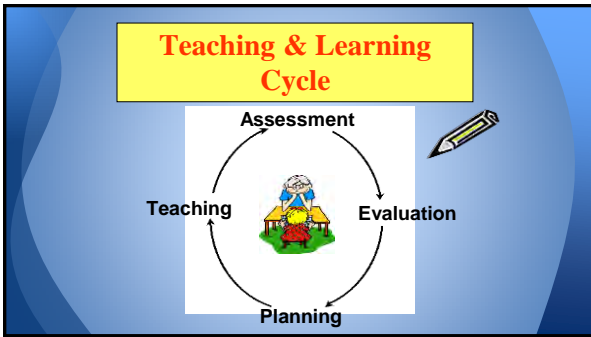 Teaching & Learning
Cycle
Assessment
Teaching
Evaluation
Planning